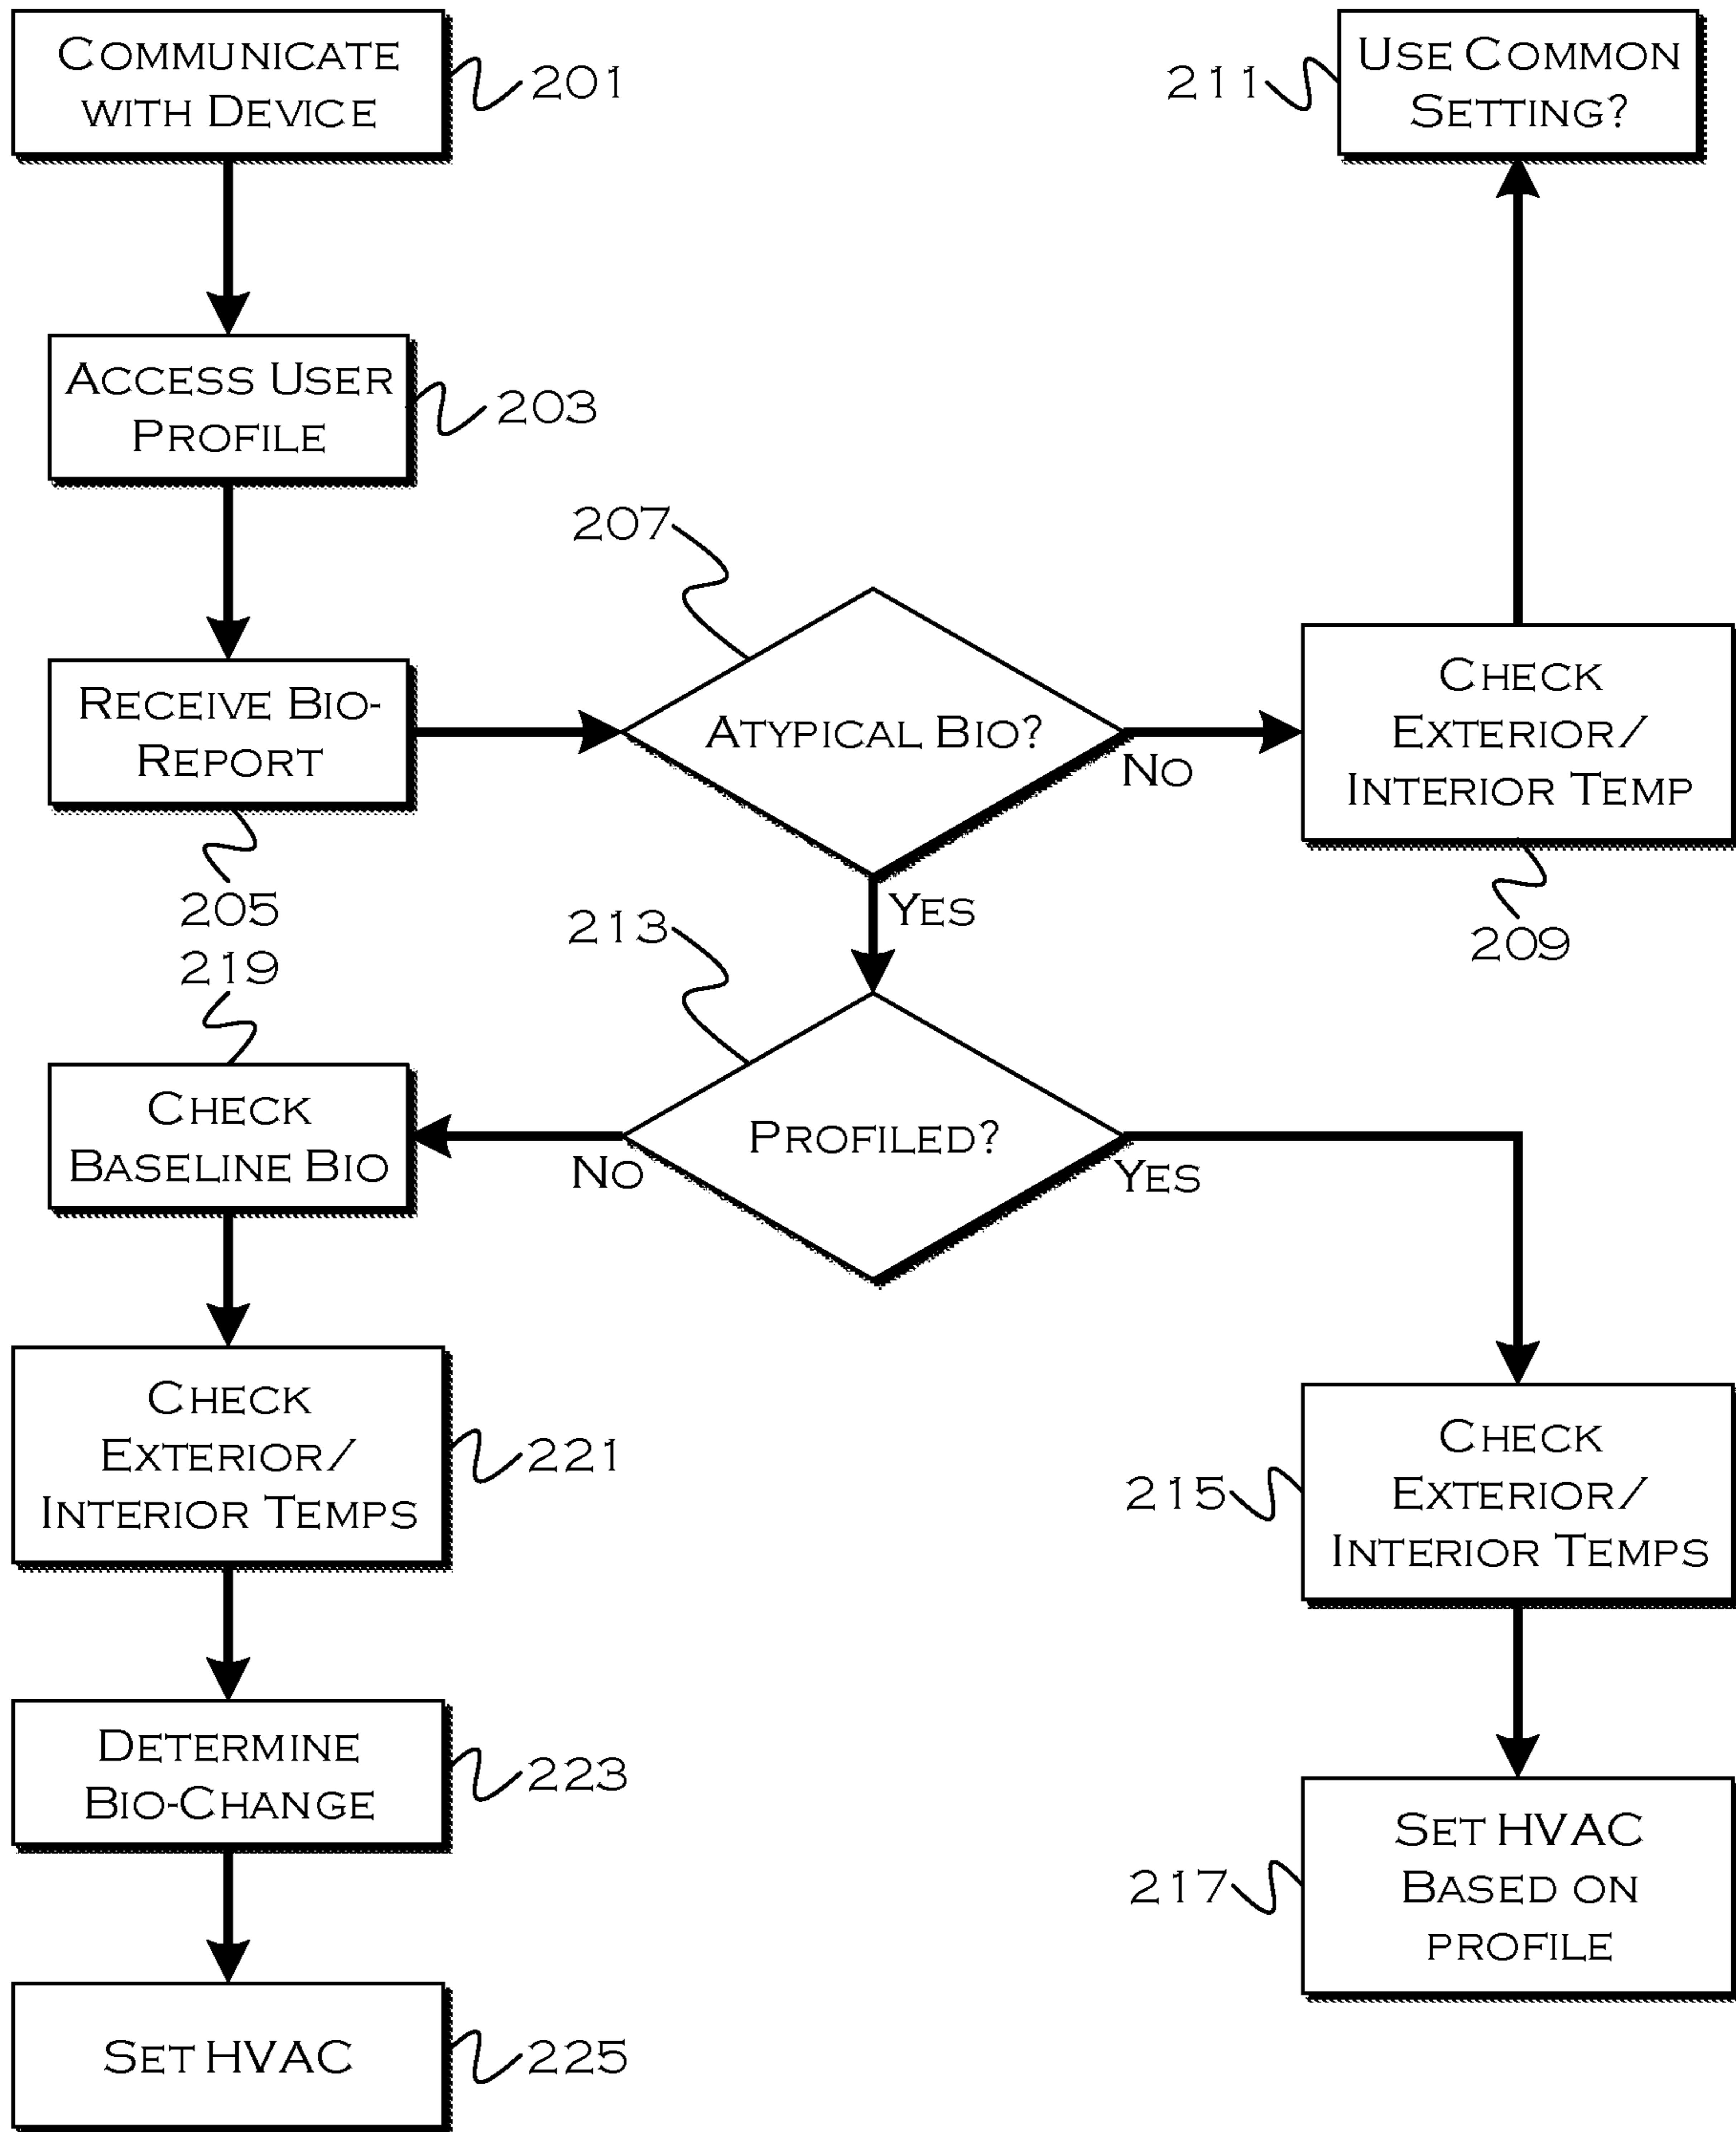 COMMUNICATE
WITH DEVICE
201
USE COMMON
SETTING?
211
ACCESS USER
PROFILE
203
RECEIVE BIO-
REPORT
205
207
ATYPICAL BIO?
NO
YES
CHECK
EXTERIOR/
INTERIOR TEMP
209
213
PROFILED?
NO
YES
219
CHECK
BASELINE BIO
CHECK
EXTERIOR/
INTERIOR TEMPS
221
CHECK
EXTERIOR/
INTERIOR TEMPS
215
DETERMINE
BIO-CHANGE
223
SET HVAC
BASED ON
PROFILE
217
SET HVAC
225